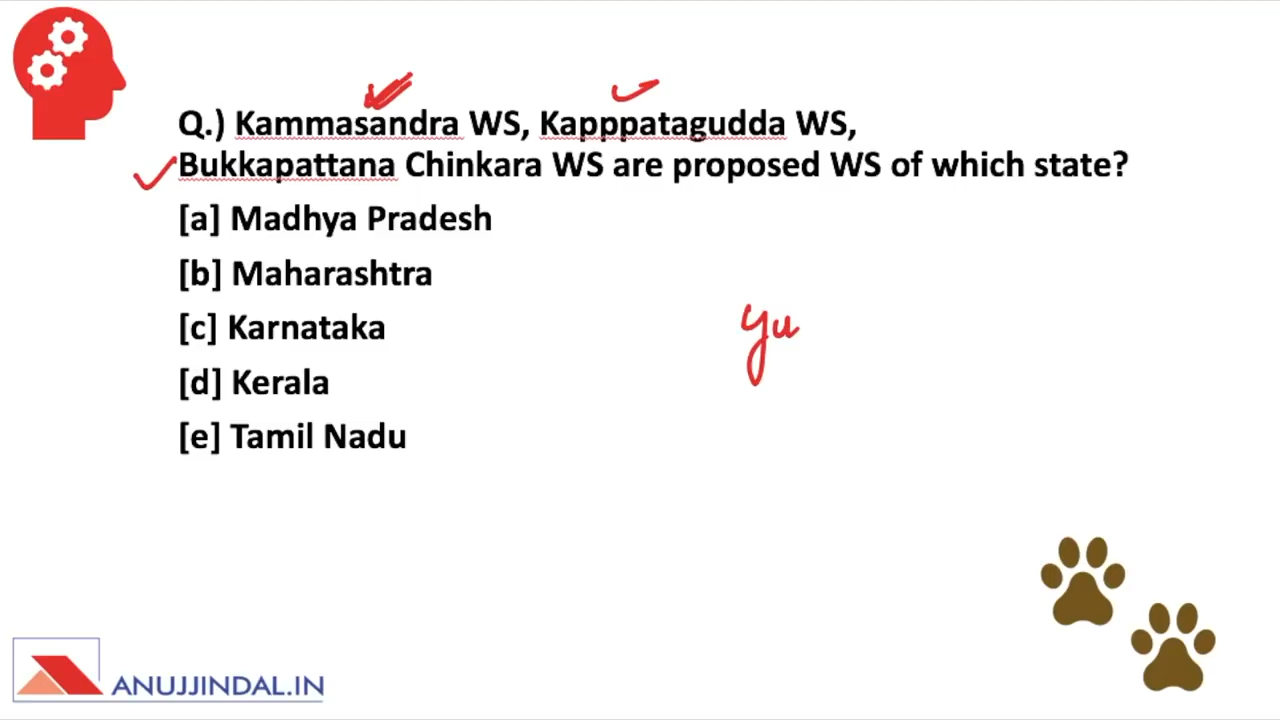 Q.) Kammasandra WS, Kapppatagudda WS,
Bukkapattana Chinkara WS are proposed WS of which state?
[a] Madhya Pradesh
[b] Maharashtra
[c] Karnataka
[d] Kerala
[e] Tamil Nadu
yu
ANUJJINDAL.IN